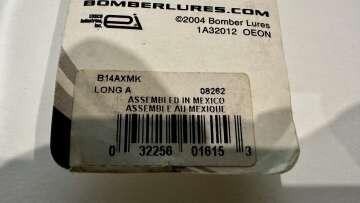 BOMBERLURES.COM
©2004 Bomber Lures
1A32012 OEON
B14AXMK
LONG A 08262
ASSEMBLED IN MEXICO
ASSEMBLE AU MEXIQUE
0 32256 01615 3